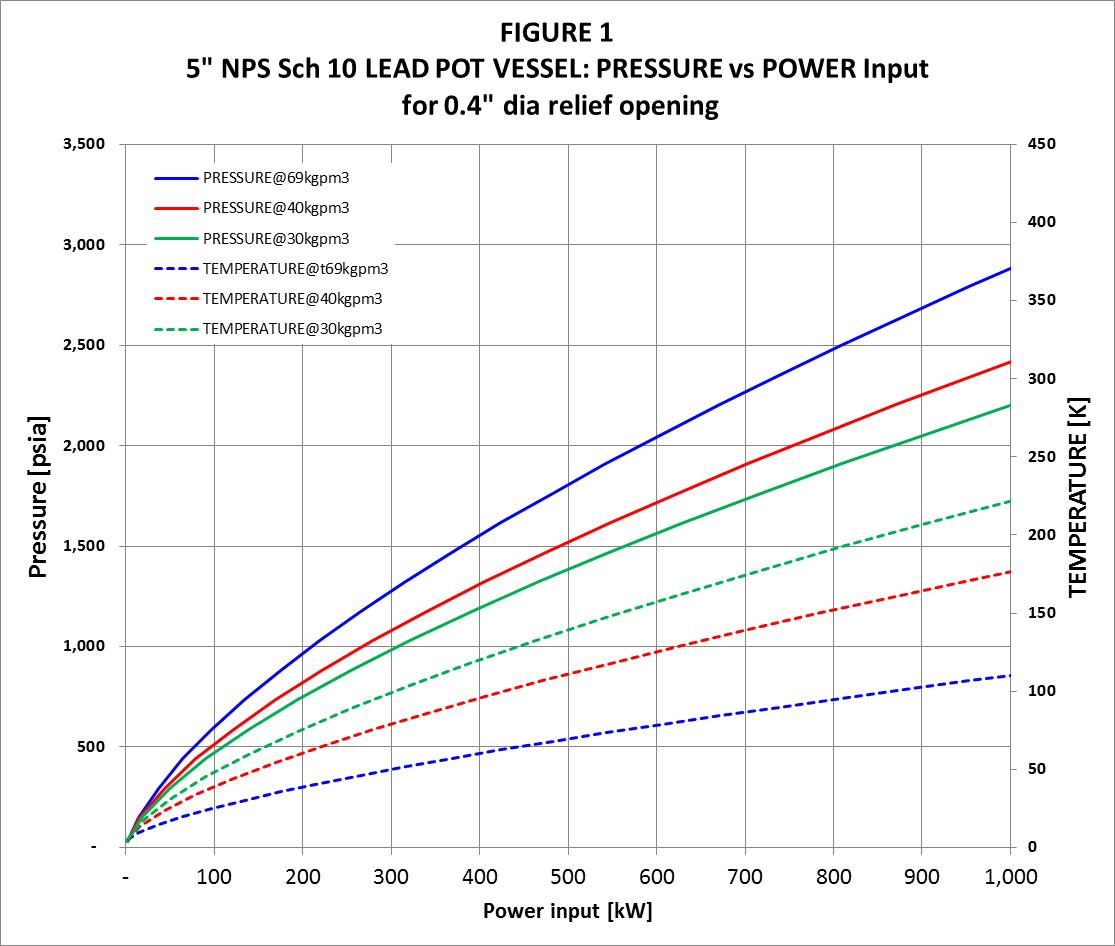 FIGURE 1
5" NPS Sch 10 LEAD POT VESSEL: PRESSURE vs POWER Input
for 0.4" dia relief opening
3,500
3,000
2,500
2,000
1,500
1,000
500
-
Pressure [psia]
PRESSURE@69kgpm3
PRESSURE@40kgpm3
PRESSURE@30kgpm3
TEMPERATURE@t69kgpm3
TEMPERATURE@40kgpm3
TEMPERATURE@30kgpm3
450
400
350
300
250
200
150
100
50
0
TEMPERATURE [K]
- 100 200 300 400 500 600 700 800 900 1,000
Power input [kW]